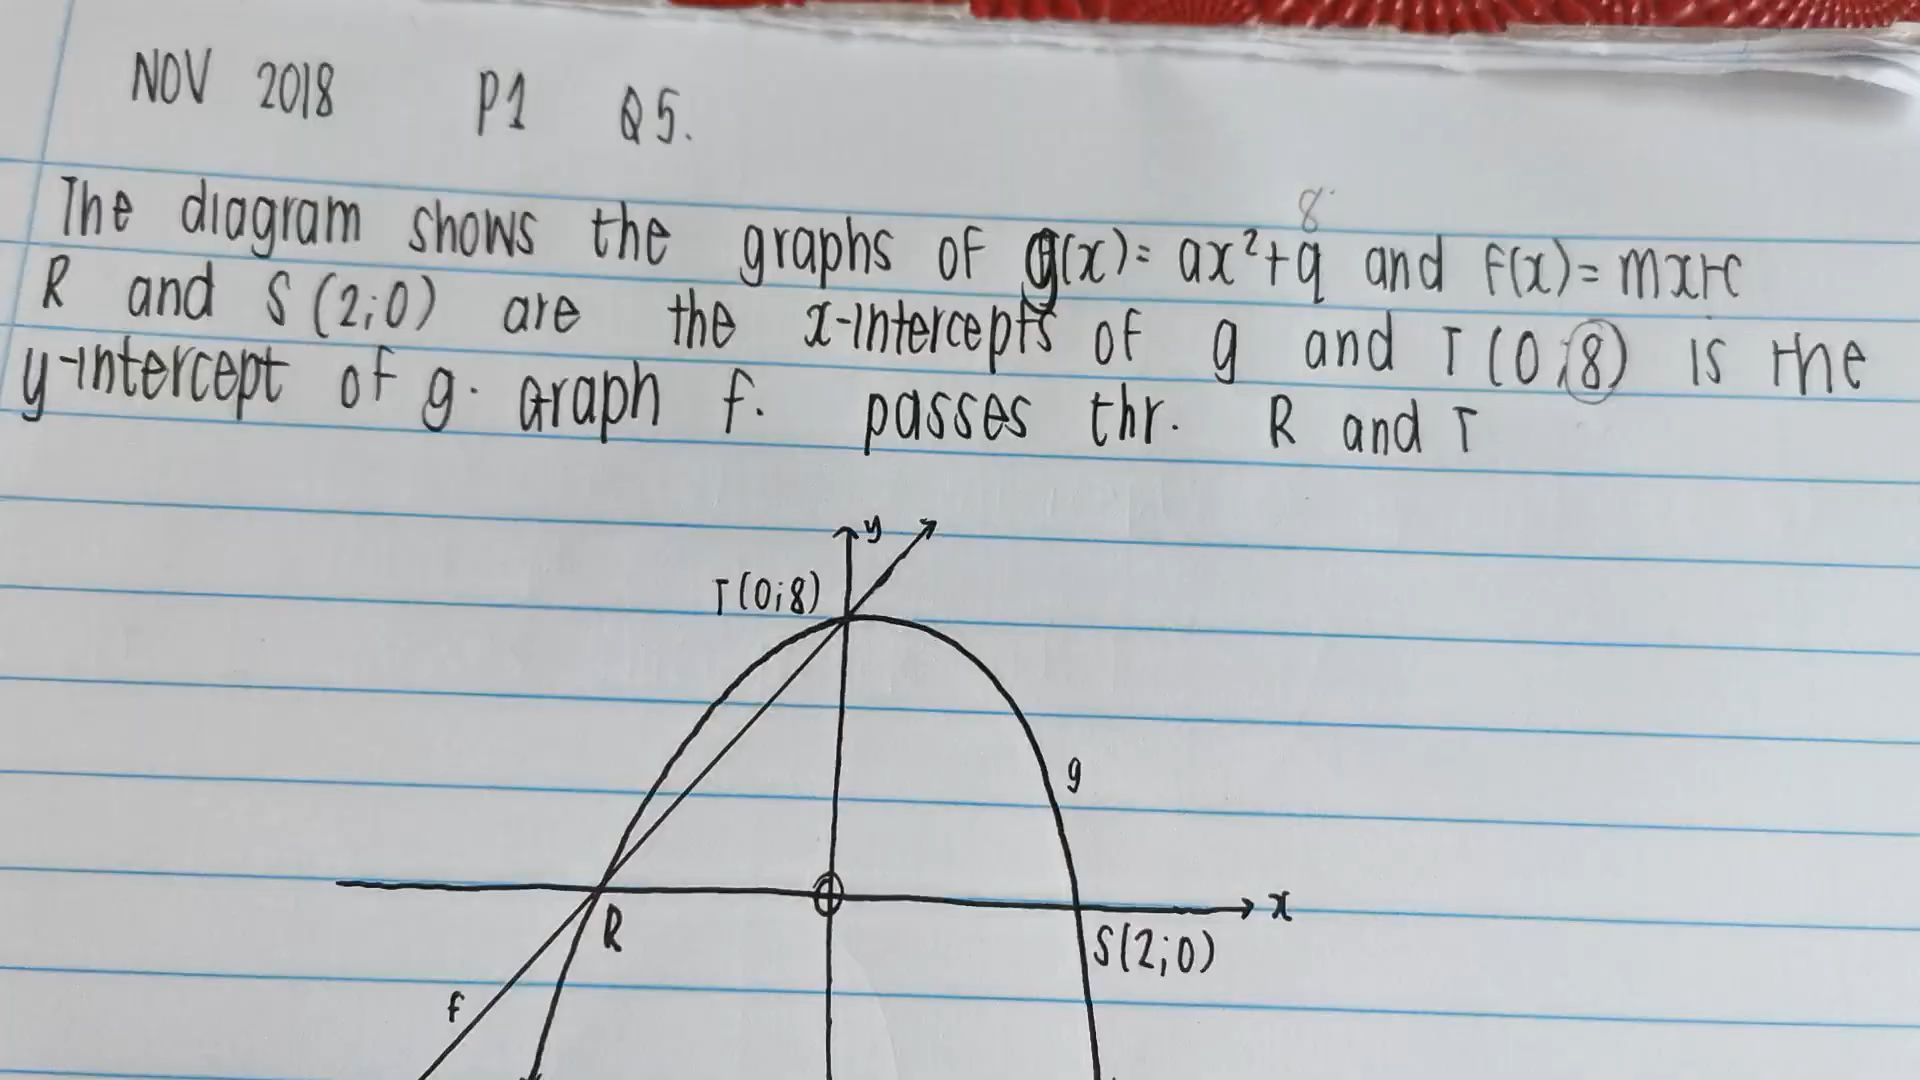 NOV 2018 P1 Q5.
8
The diagram shows the graphs of g(x)= ax²+q and f(x)= mx+c
R and S (2;0) are the x-intercepts of g and T (0;8) is the
y-intercept of g. Graph f. passes thr. R and T
y
T(0;8)
g
x
R
S(2;0)
f